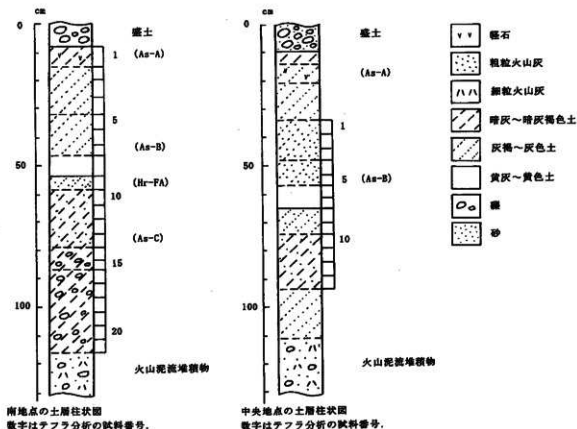 cm
0
50
100
盛土
1
(As-A)
5
(As-B)
(Hr-FA)
10
(As-C)
15
20
火山泥流堆積物
南地点の土層柱状図
数字はテフラ分析の試料番号.
cm
0
50
100
盛土
(As-A)
1
5
(As-B)
10
火山泥流堆積物
中央地点の土層柱状図
数字はテフラ分析の試料番号.
軽石
粗粒火山灰
細粒火山灰
暗灰～暗灰褐色土
灰褐～灰色土
黄灰～黄色土
礫
砂